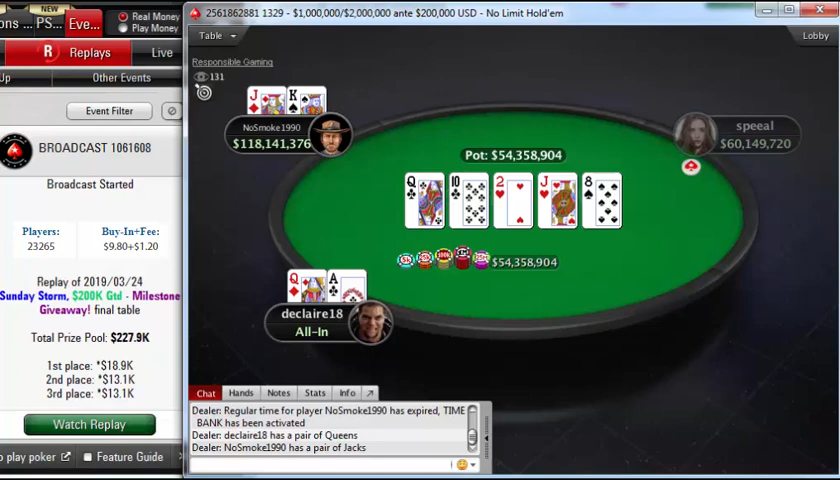 NEW
ons ...
PS...
Eve...
Real Money
Play Money
R
Replays
Live
Up
Other Events
Event Filter
BROADCAST 1061608
Broadcast Started
Players:
Buy-In+Fee:
23265
$9.80+$1.20
Replay of 2019/03/24
Sunday Storm, $200K Gtd - Milestone
Giveaway! final table
Total Prize Pool: $227.9K
1st place: *$18.9K
2nd place: *$13.1K
3rd place: *$13.1K
Watch Replay
o play poker
Feature Guide
2561862881 1329 - $1,000,000/$2,000,000 ante $200,000 USD - No Limit Hold'em
Table
Lobby
Responsible Gaming
131
J K
NoSmoke1990
$118,141,376
speeal
$60,149,720
Pot: $54,358,904
Q 10 2 J 8
$54,358,904
Q A
declaire18
All-In
Chat
Hands
Notes
Stats
Info
Dealer: Regular time for player NoSmoke1990 has expired, TIME
BANK has been activated
Dealer: declaire18 has a pair of Queens
Dealer: NoSmoke1990 has a pair of Jacks